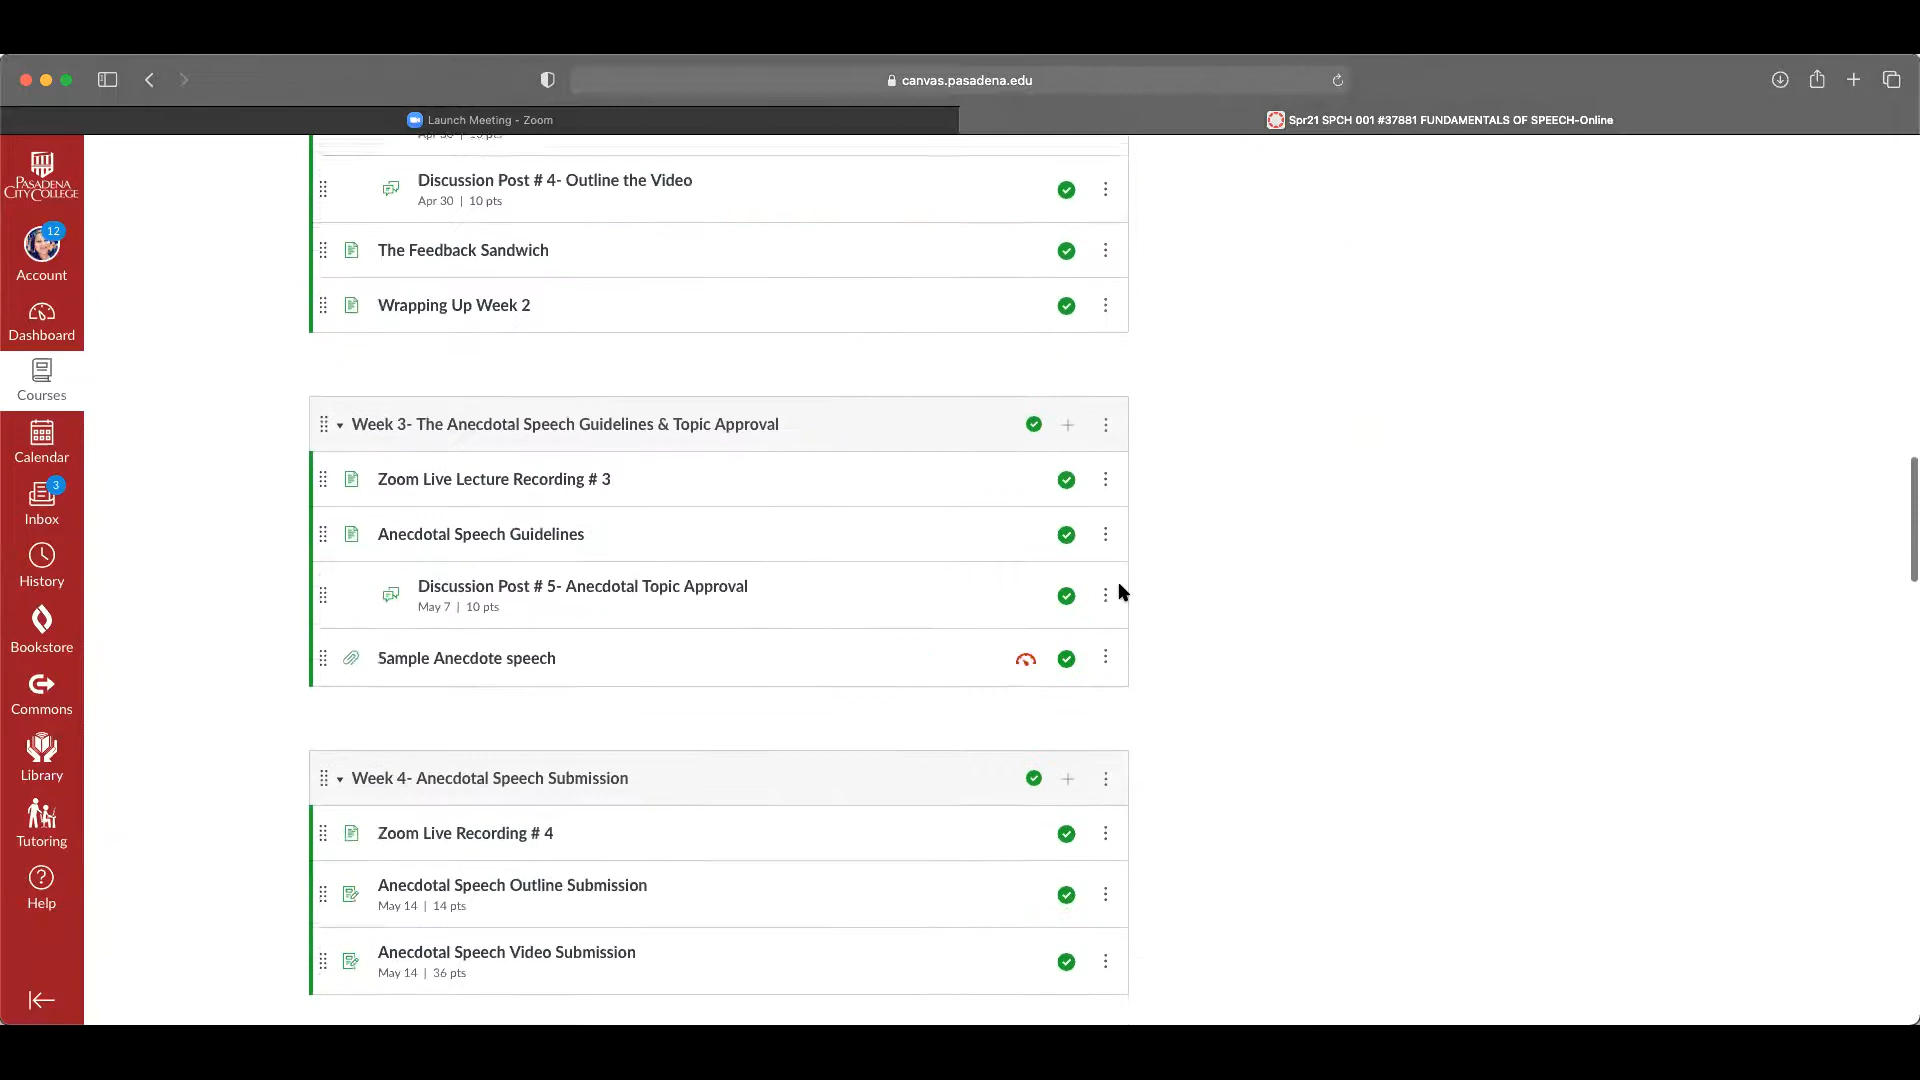 canvas.pasadena.edu
Launch Meeting - Zoom
Spr21 SPCH 001 #37881 FUNDAMENTALS OF SPEECH-Online
PASADENA
CITY COLLEGE
12
Account
Dashboard
Courses
Calendar
3
Inbox
History
Bookstore
Commons
Library
Tutoring
Help
Discussion Post # 4- Outline the Video
Apr 30 | 10 pts
The Feedback Sandwich
Wrapping Up Week 2
Week 3- The Anecdotal Speech Guidelines & Topic Approval
Zoom Live Lecture Recording # 3
Anecdotal Speech Guidelines
Discussion Post # 5- Anecdotal Topic Approval
May 7 | 10 pts
Sample Anecdote speech
Week 4- Anecdotal Speech Submission
Zoom Live Recording # 4
Anecdotal Speech Outline Submission
May 14 | 14 pts
Anecdotal Speech Video Submission
May 14 | 36 pts